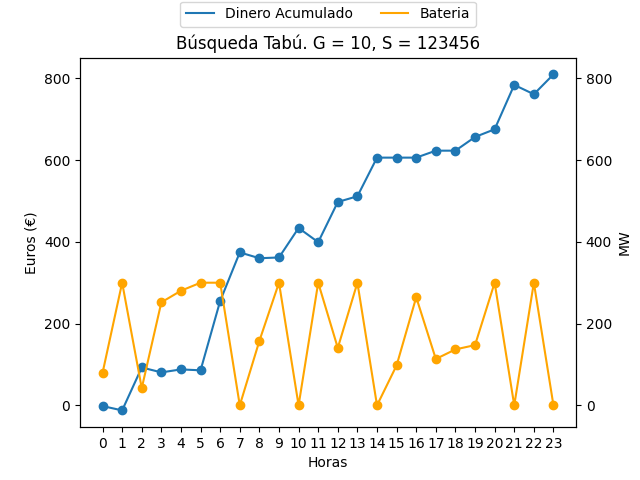 Dinero Acumulado Bateria
Búsqueda Tabú. G = 10, S = 123456
800 800
600 600
400 400
200 200
0 0
Euros (€)
MW
0 1 2 3 4 5 6 7 8 9 10 11 12 13 14 15 16 17 18 19 20 21 22 23
Horas